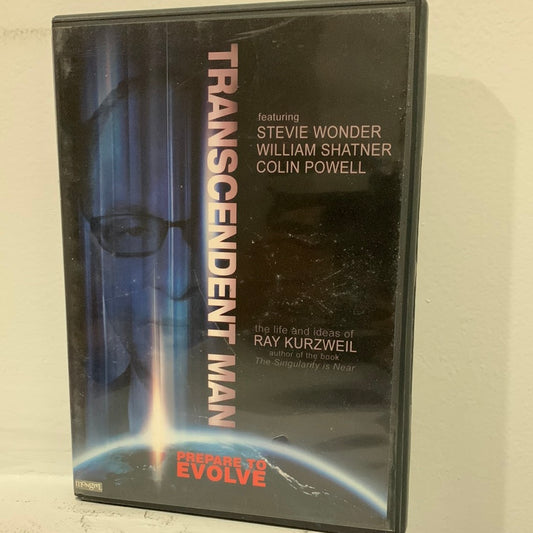 TRANSCENDENT MAN
featuring
STEVIE WONDER
WILLIAM SHATNER
COLIN POWELL
the life and ideas of
RAY KURZWEIL
author of the book
The Singularity is Near
PREPARE TO
EVOLVE